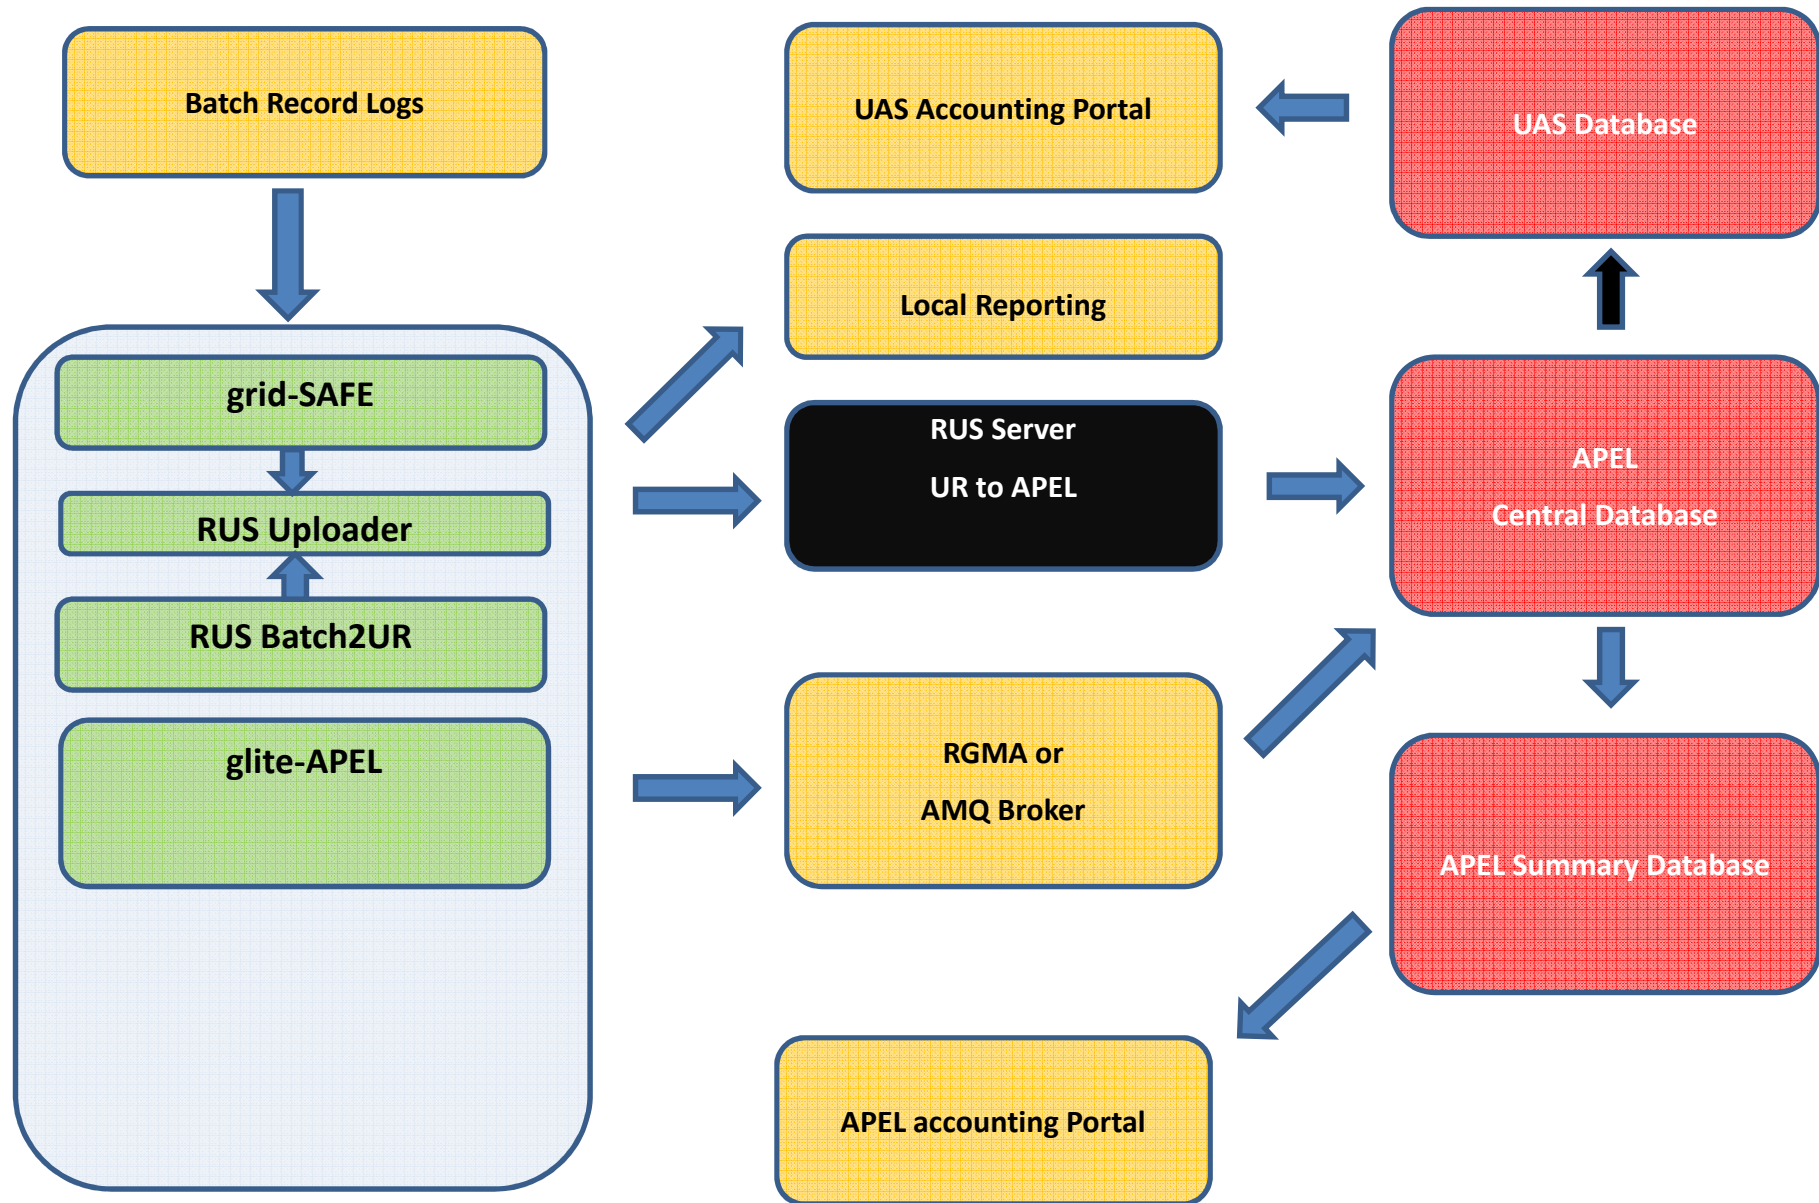 Batch Record Logs
grid-SAFE
RUS Uploader
RUS Batch2UR
glite-APEL
UAS Accounting Portal
Local Reporting
RUS Server
UR to APEL
RGMA or
AMQ Broker
APEL accounting Portal
UAS Database
APEL
Central Database
APEL Summary Database